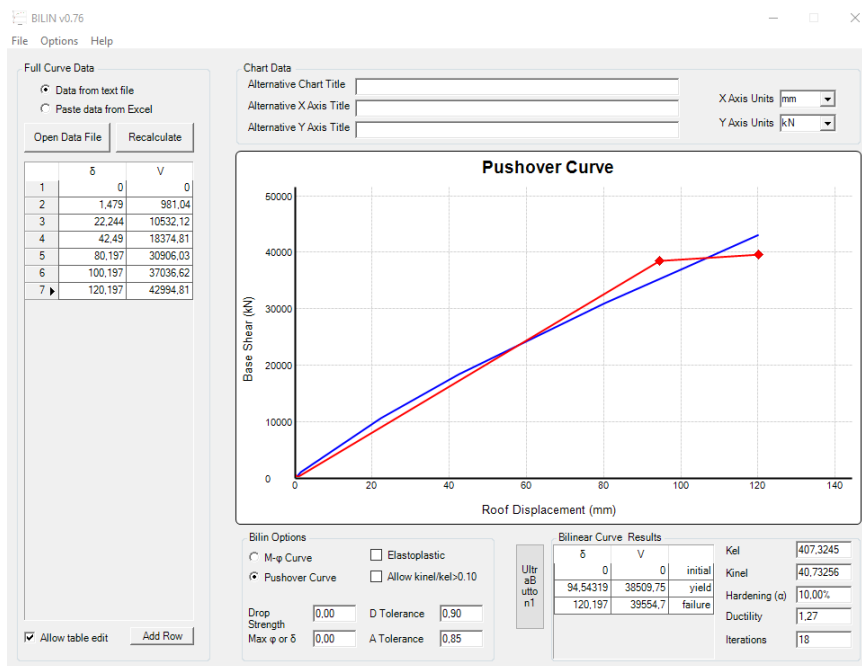 BILIN v0.76
File Options Help
Full Curve Data
Data from text file
Paste data from Excel
Open Data File Recalculate
δ V
1 0 0
2 1,479 981,04
3 22,244 10532,12
4 42,49 18374,81
5 80,197 30906,03
6 100,197 37036,62
7 120,197 42994,81
Allow table edit Add Row
Chart Data
Alternative Chart Title
Alternative X Axis Title
Alternative Y Axis Title
X Axis Units mm
Y Axis Units kN
Pushover Curve
Base Shear (kN)
50000
40000
30000
20000
10000
0
0 20 40 60 80 100 120 140
Roof Displacement (mm)
Bilin Options
M-φ Curve
Pushover Curve
Elastoplastic
Allow kinel/kel>0.10
Drop
Strength
0,00
D Tolerance 0,90
Max φ or δ 0,00
A Tolerance 0,85
Ultr
aB
utto
n1
Bilinear Curve Results
δ V
0 0 initial
94,54319 38509,75 yield
120,197 39554,7 failure
Kel 407,3245
Kinel 40,73256
Hardening (α) 10,00%
Ductility 1,27
Iterations 18